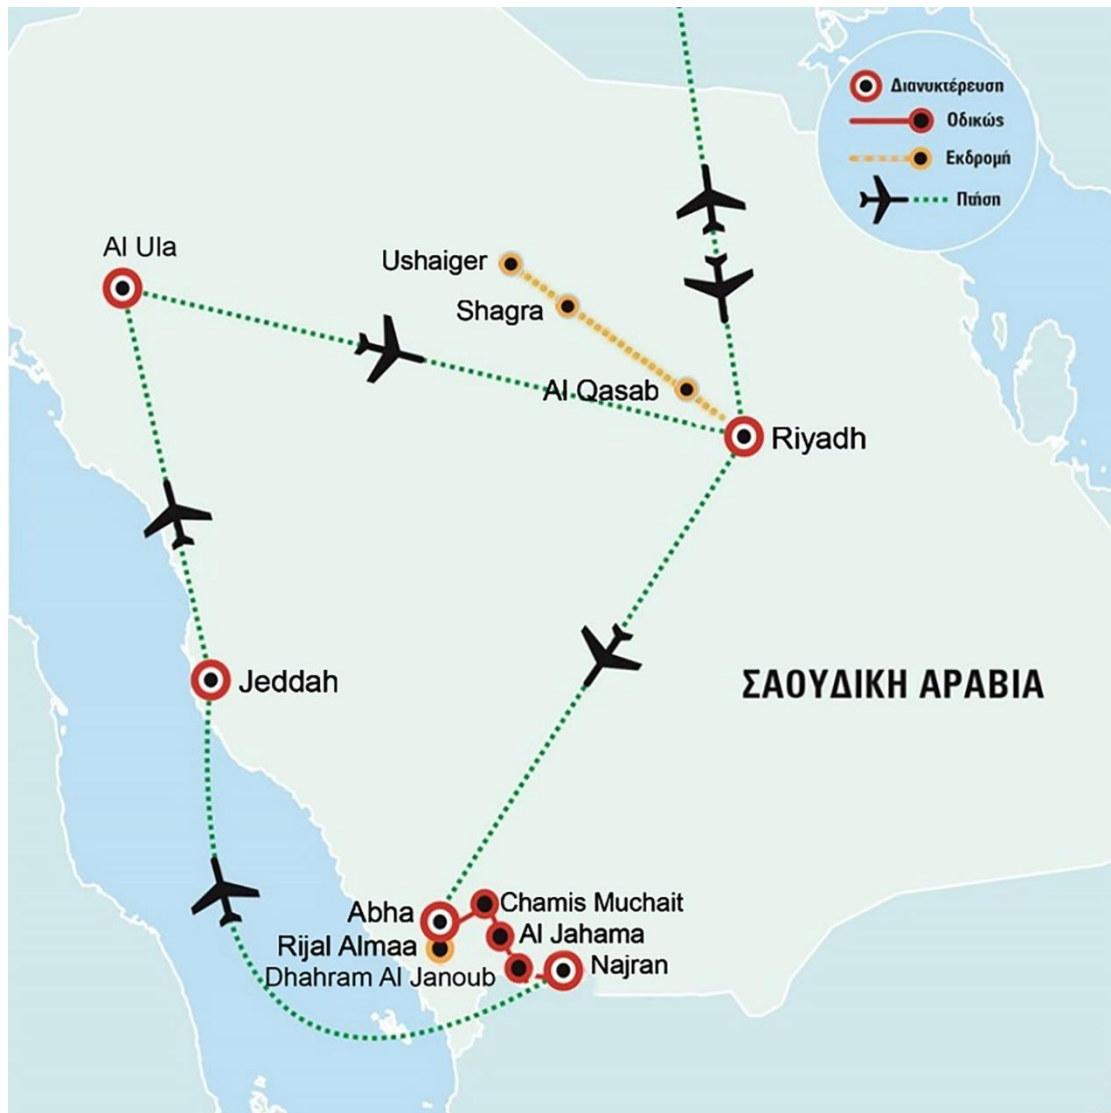 Διανυκτέρευση
Οδικώς
Εκδρομή
Πτήση
Al Ula
Ushaiger
Shagra
Al Qasab
Riyadh
Jeddah
ΣΑΟΥΔΙΚΗ ΑΡΑΒΙΑ
Abha
Chamis Muchait
Rijal Almaa
Al Jahama
Dhahram Al Janoub
Najran